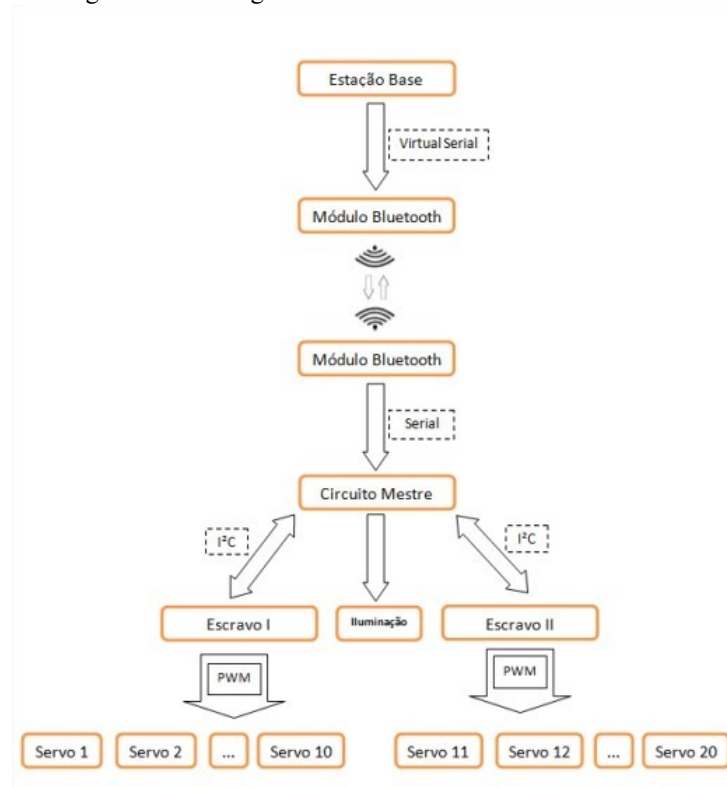 Estação Base
Virtual Serial
Módulo Bluetooth
Módulo Bluetooth
Serial
Circuito Mestre
I²C
I²C
Escravo I
Iluminação
Escravo II
PWM
PWM
Servo 1
Servo 2
...
Servo 10
Servo 11
Servo 12
...
Servo 20